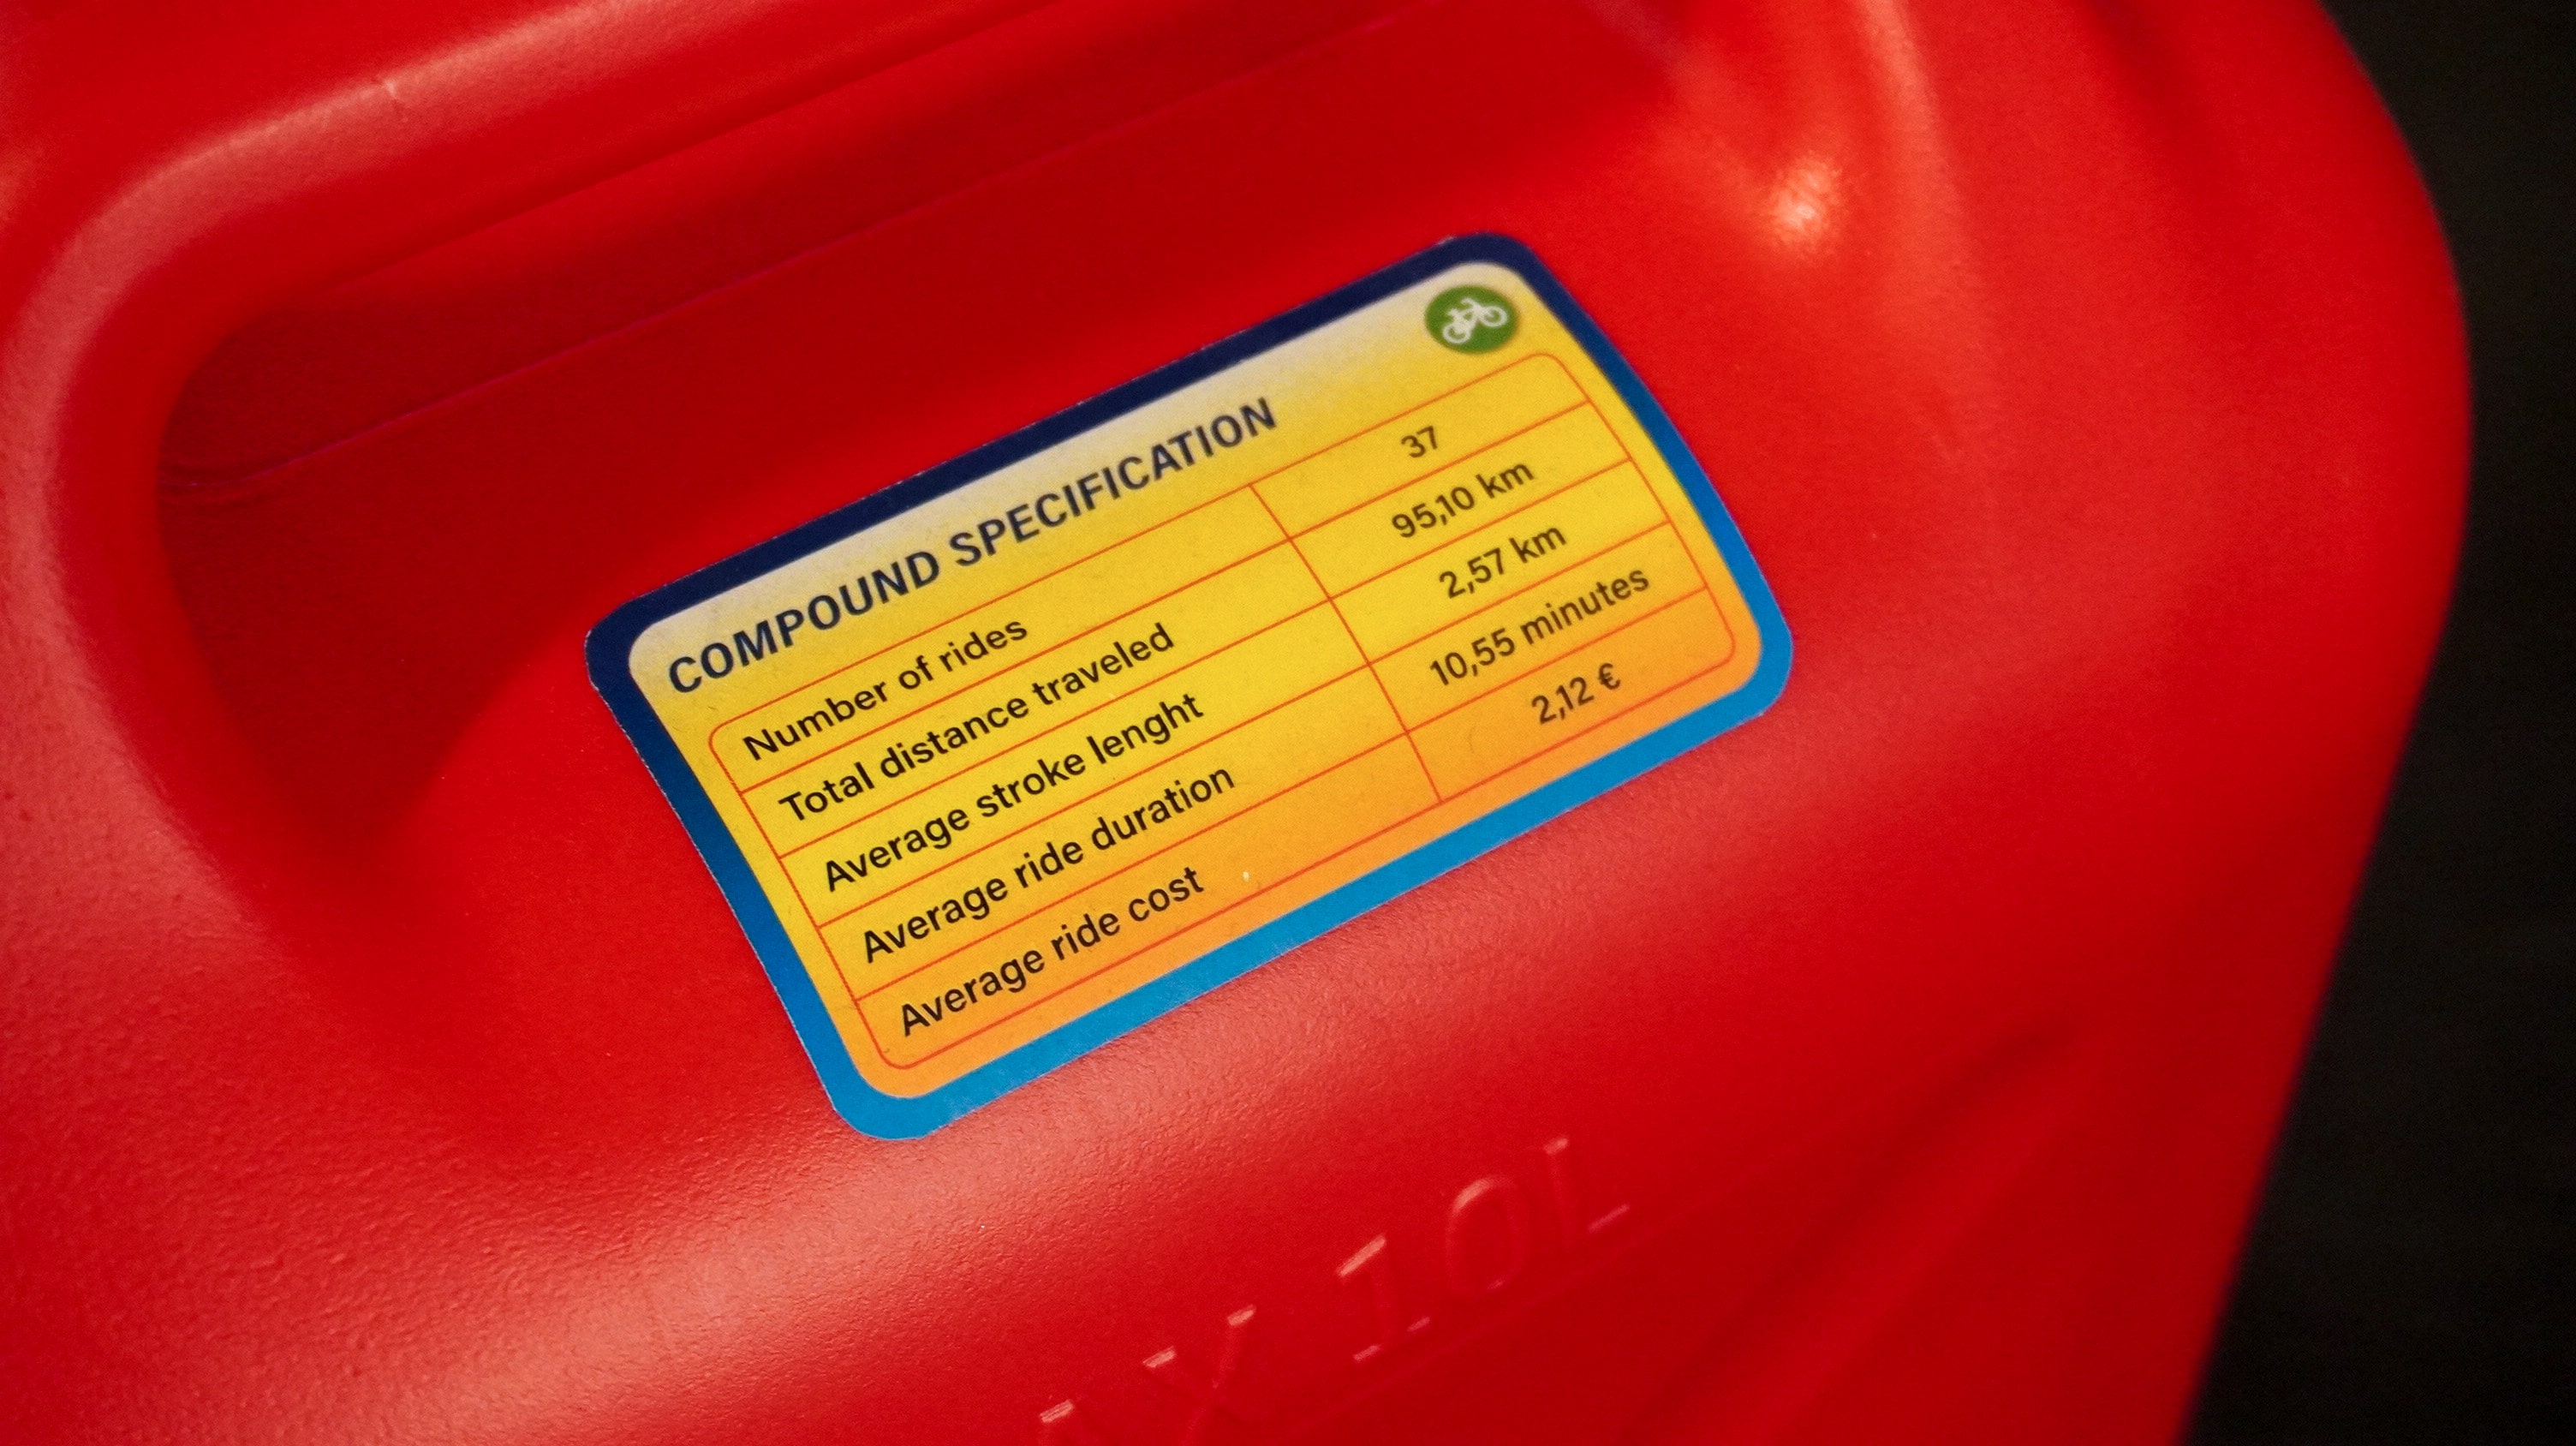 COMPOUND SPECIFICATION
Number of rides 37
Total distance traveled 95,10 km
Average stroke lenght 2,57 km
Average ride duration 10,55 minutes
Average ride cost 2,12 €
10L